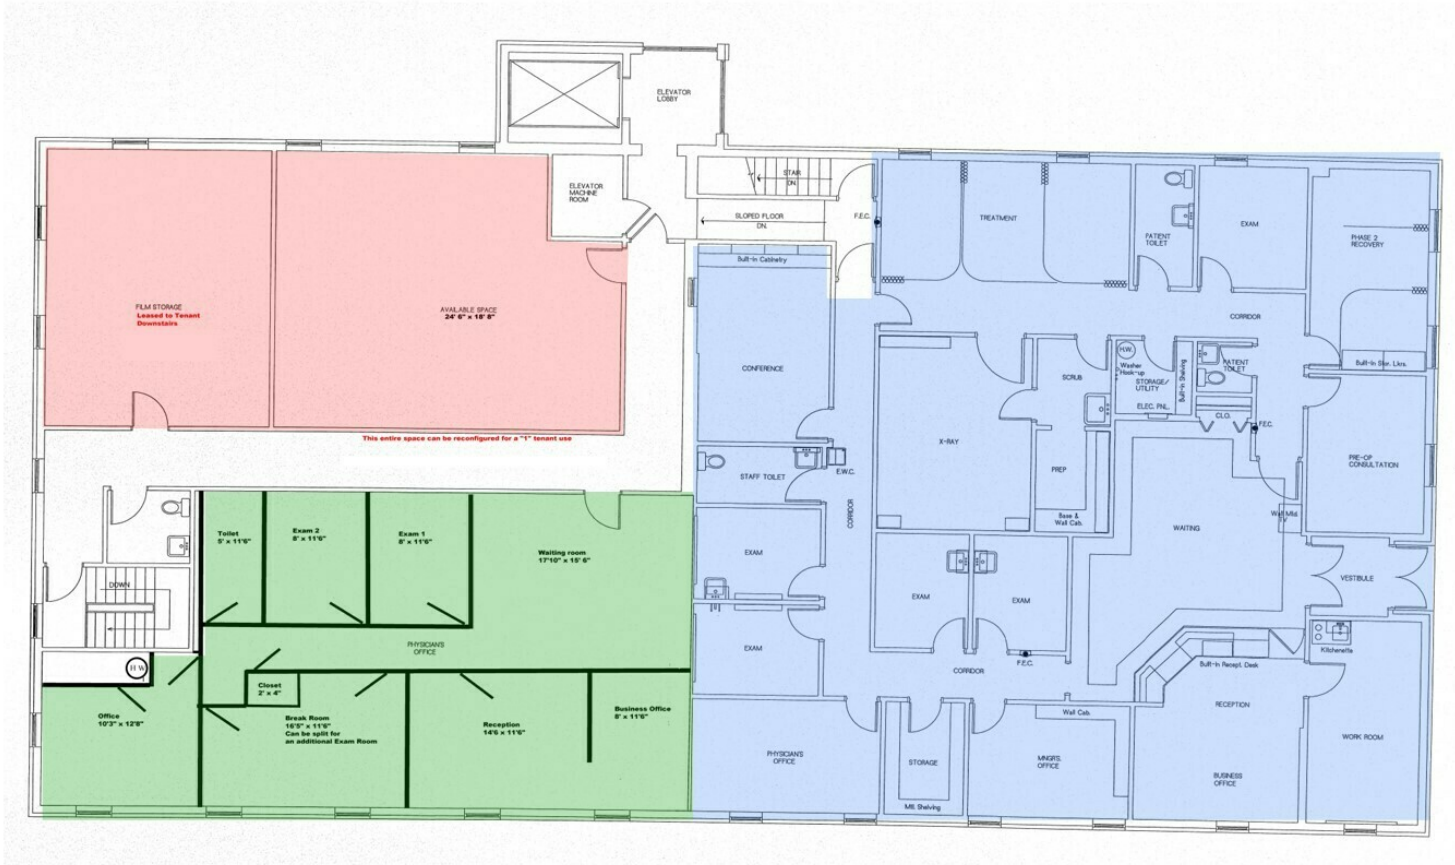 ELEVATOR
LOBBY
ELEVATOR
MACHINE
ROOM
STAIR
DN.
SLOPED FLOOR
DN.
F.E.C.
FILM STORAGE
Leased to Tenant
Downstairs
AVAILABLE SPACE
24' 6" x 18' 8"
This entire space can be reconfigured for a "1" tenant use
DOWN
H W
Toilet
5' x 11'6"
Exam 2
8' x 11'6"
Exam 1
8' x 11'6"
Waiting room
17'10" x 15' 6"
PHYSICIAN'S
OFFICE
Office
10'3" x 12'8"
Closet
2' x 4'
Break Room
16'5" x 11'6"
Can be split for
an additional Exam Room
Reception
14'6 x 11'6"
Business Office
8' x 11'6"
Built-In Cabinetry
CONFERENCE
STAFF TOILET
E.W.C.
CORRIDOR
EXAM
EXAM
PHYSICIAN'S
OFFICE
TREATMENT
PATIENT
TOILET
EXAM
PHASE 2
RECOVERY
CORRIDOR
Built-In Stor. Lkrs.
X-RAY
SCRUB
PREP
Base &
Wall Cab.
H.W.
Washer
Hook-up
STORAGE/
UTILITY
ELEC. PNL.
Built-In Shelving
PATIENT
TOILET
CLO.
F.E.C.
PRE-OP
CONSULTATION
Wall Mtd.
TV
WAITING
VESTIBULE
EXAM
EXAM
F.E.C.
CORRIDOR
Kitchenette
Built-In Recept. Desk
RECEPTION
BUSINESS
OFFICE
WORK ROOM
STORAGE
Mtl. Shelving
Wall Cab.
MNGR'S.
OFFICE